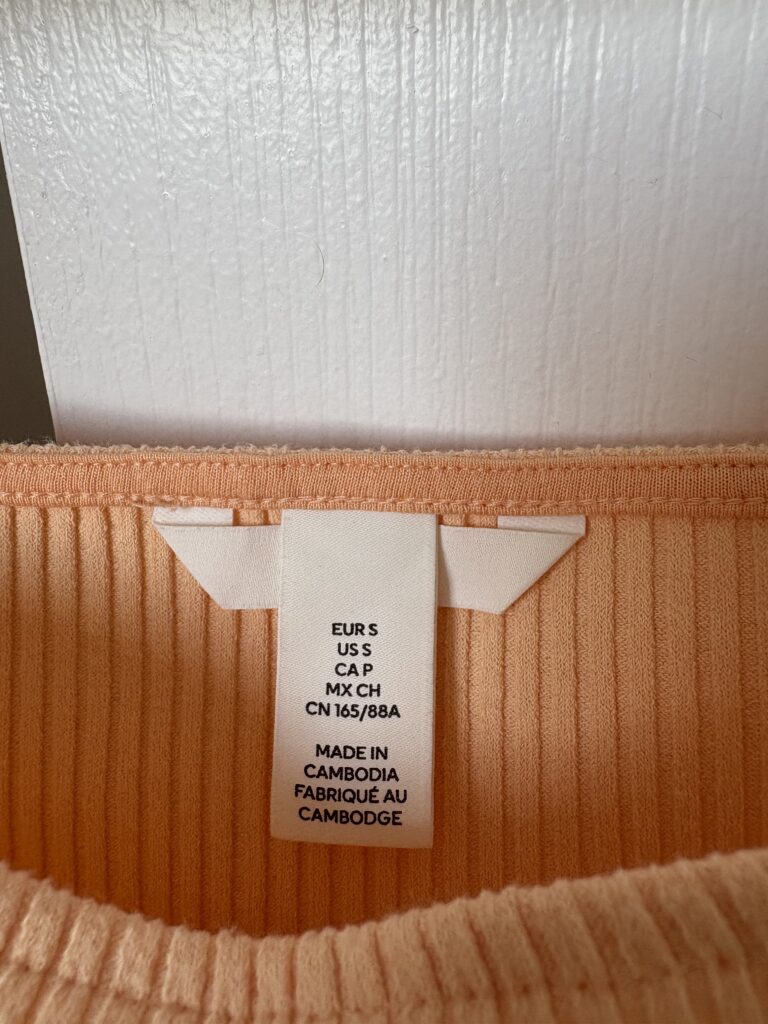 EUR S
US S
CA P
MX CH
CN 165/88A
MADE IN
CAMBODIA
FABRIQUÉ AU
CAMBODGE